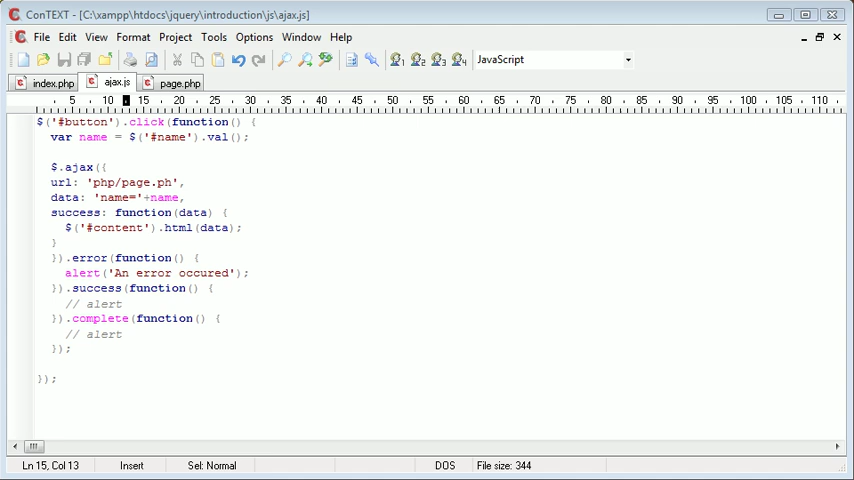 ConTEXT - [C:\xampp\htdocs\jquery\introduction\js\ajax.js]
File Edit View Format Project Tools Options Window Help
1 2 3 4 JavaScript
index.php ajax.js page.php
5 10 15 20 25 30 35 40 45 50 55 60 65 70 75 80 85 90 95 100 105 110
$('#button').click(function() {
var name = $('#name').val();
$.ajax({
url: 'php/page.ph',
data: 'name='+name,
success: function(data) {
$('#content').html(data);
}
}).error(function() {
alert('An error occured');
}).success(function() {
// alert
}).complete(function() {
// alert
});
});
Ln 15, Col 13 Insert Sel: Normal DOS File size: 344